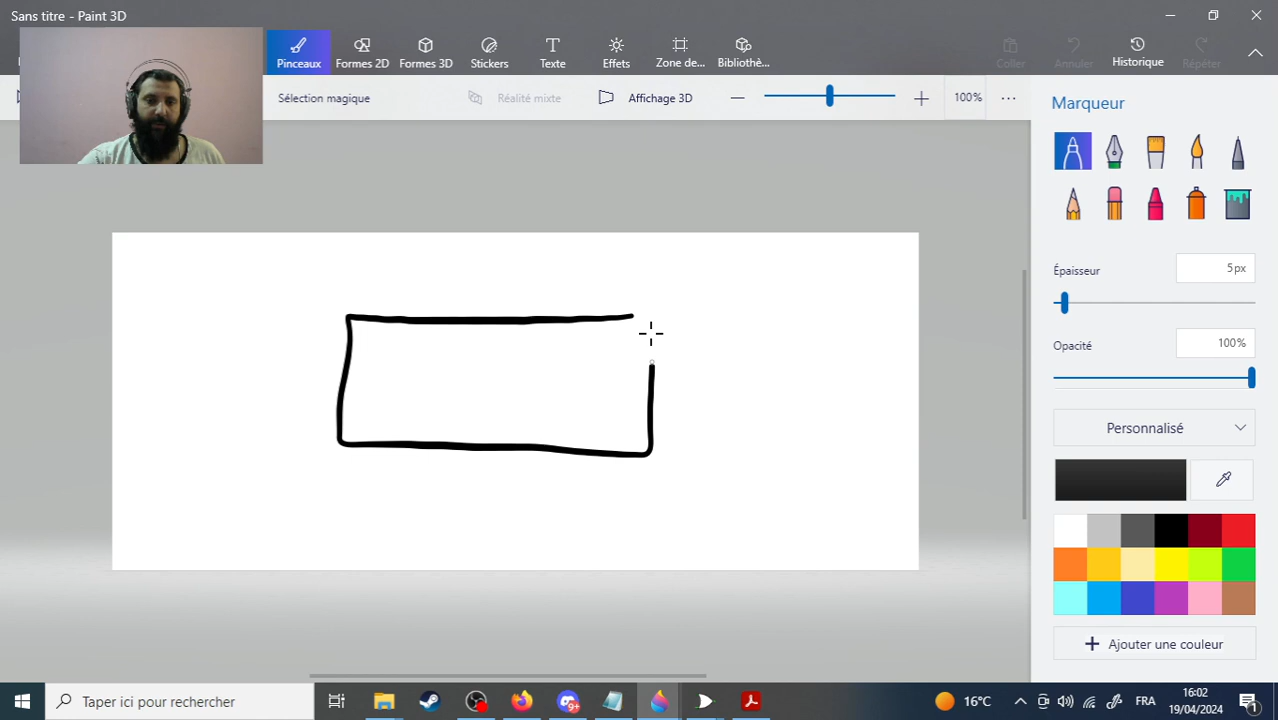 Sans titre - Paint 3D
Pinceaux
Formes 2D
Formes 3D
Stickers
Texte
Effets
Zone de...
Bibliothè...
Coller
Annuler
Historique
Répéter
Sélection magique
Réalité mixte
Affichage 3D
100%
Marqueur
Épaisseur
5px
Opacité
100%
Personnalisé
Ajouter une couleur
Taper ici pour rechercher
9+
16°C
FRA
16:02
19/04/2024
1